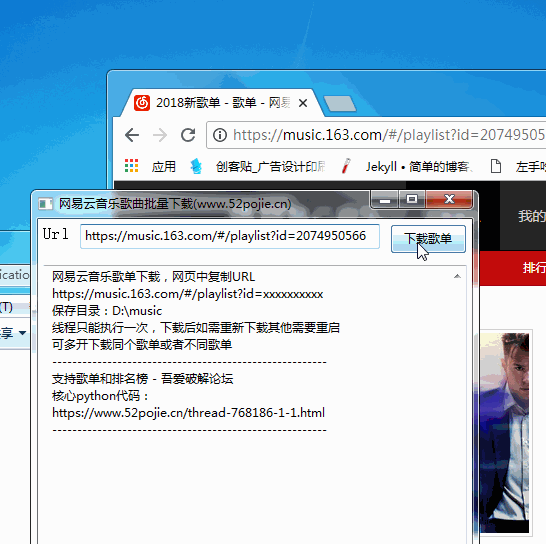 2018新歌单 - 歌单 - 网易
https://music.163.com/#/playlist?id=20749505
应用
创客贴_广告设计印刷
Jekyll • 简单的博客、
左手
网易云音乐歌曲批量下载(www.52pojie.cn)
我的
Url
https://music.163.com/#/playlist?id=2074950566
下载歌单
排行
网易云音乐歌单下载，网页中复制URL
https://music.163.com/#/playlist?id=xxxxxxxxxx
保存目录：D:\music
线程只能执行一次，下载后如需重新下载其他需要重启
可多开下载同个歌单或者不同歌单
-----------------------------------------------------
支持歌单和排名榜 - 吾爱破解论坛
核心python代码：
https://www.52pojie.cn/thread-768186-1-1.html
-----------------------------------------------------
icatio
(T)
享